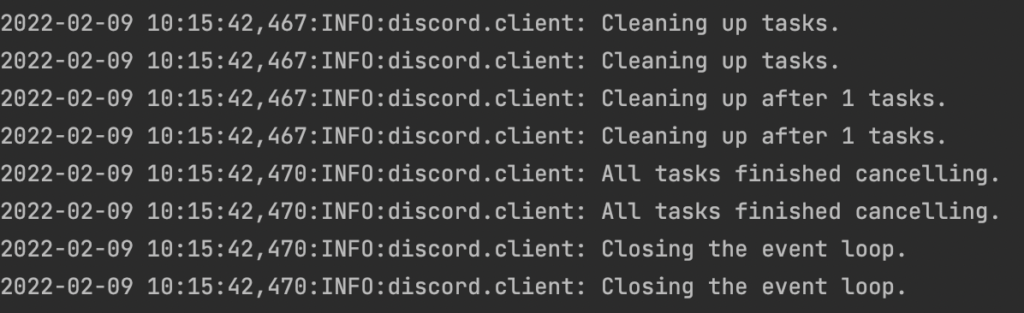 2022-02-09 10:15:42,467:INFO:discord.client: Cleaning up tasks.
2022-02-09 10:15:42,467:INFO:discord.client: Cleaning up tasks.
2022-02-09 10:15:42,467:INFO:discord.client: Cleaning up after 1 tasks.
2022-02-09 10:15:42,467:INFO:discord.client: Cleaning up after 1 tasks.
2022-02-09 10:15:42,470:INFO:discord.client: All tasks finished cancelling.
2022-02-09 10:15:42,470:INFO:discord.client: All tasks finished cancelling.
2022-02-09 10:15:42,470:INFO:discord.client: Closing the event loop.
2022-02-09 10:15:42,470:INFO:discord.client: Closing the event loop.